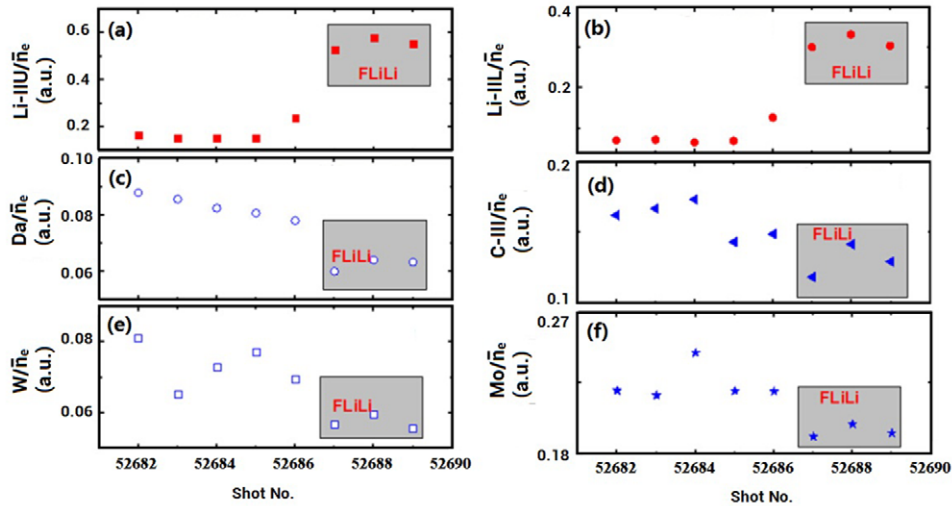 (a)
Li-IIU/n̄e
(a.u.)
0.6
0.4
0.2
FLiLi
(b)
Li-IIL/n̄e
(a.u.)
0.4
0.2
FLiLi
(c)
Da/n̄e
(a.u.)
0.10
0.08
0.06
FLiLi
(d)
C-III/n̄e
(a.u.)
0.2
0.1
FLiLi
(e)
W/n̄e
(a.u.)
0.08
0.06
FLiLi
52682 52684 52686 52688 52690
Shot No.
(f)
Mo/n̄e
(a.u.)
0.27
0.18
FLiLi
52682 52684 52686 52688 52690
Shot No.